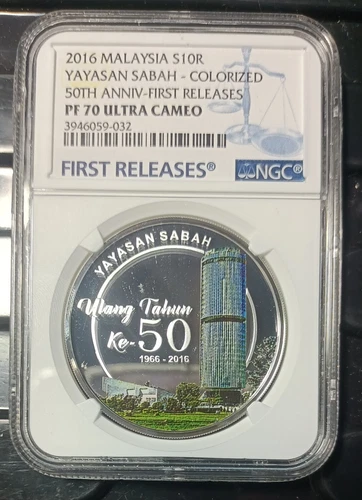 2016 MALAYSIA S10R
YAYASAN SABAH - COLORIZED
50TH ANNIV-FIRST RELEASES
PF 70 ULTRA CAMEO
3946059-032
FIRST RELEASES®
NGC®
YAYASAN SABAH
Ulang Tahun
Ke-50
1966 - 2016